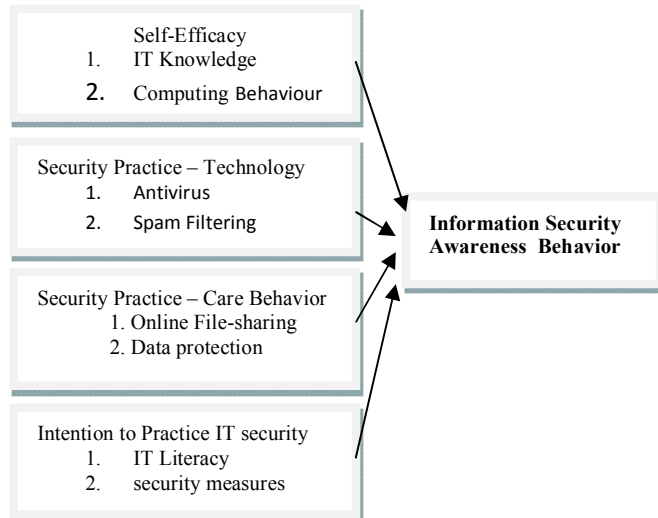 Self-Efficacy
1. IT Knowledge
2. Computing Behaviour
Security Practice – Technology
1. Antivirus
2. Spam Filtering
Information Security
Awareness Behavior
Security Practice – Care Behavior
1. Online File-sharing
2. Data protection
Intention to Practice IT security
1. IT Literacy
2. security measures